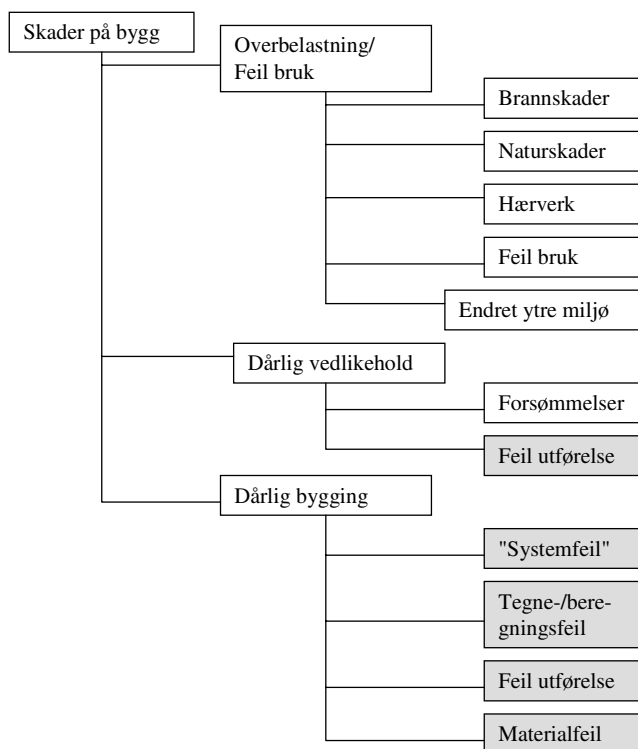 Skader på bygg
Overbelastning/
Feil bruk
Brannskader
Naturskader
Hærverk
Feil bruk
Endret ytre miljø
Dårlig vedlikehold
Forsømmelser
Feil utførelse
Dårlig bygging
"Systemfeil"
Tegne-/bere-
gningsfeil
Feil utførelse
Materialfeil